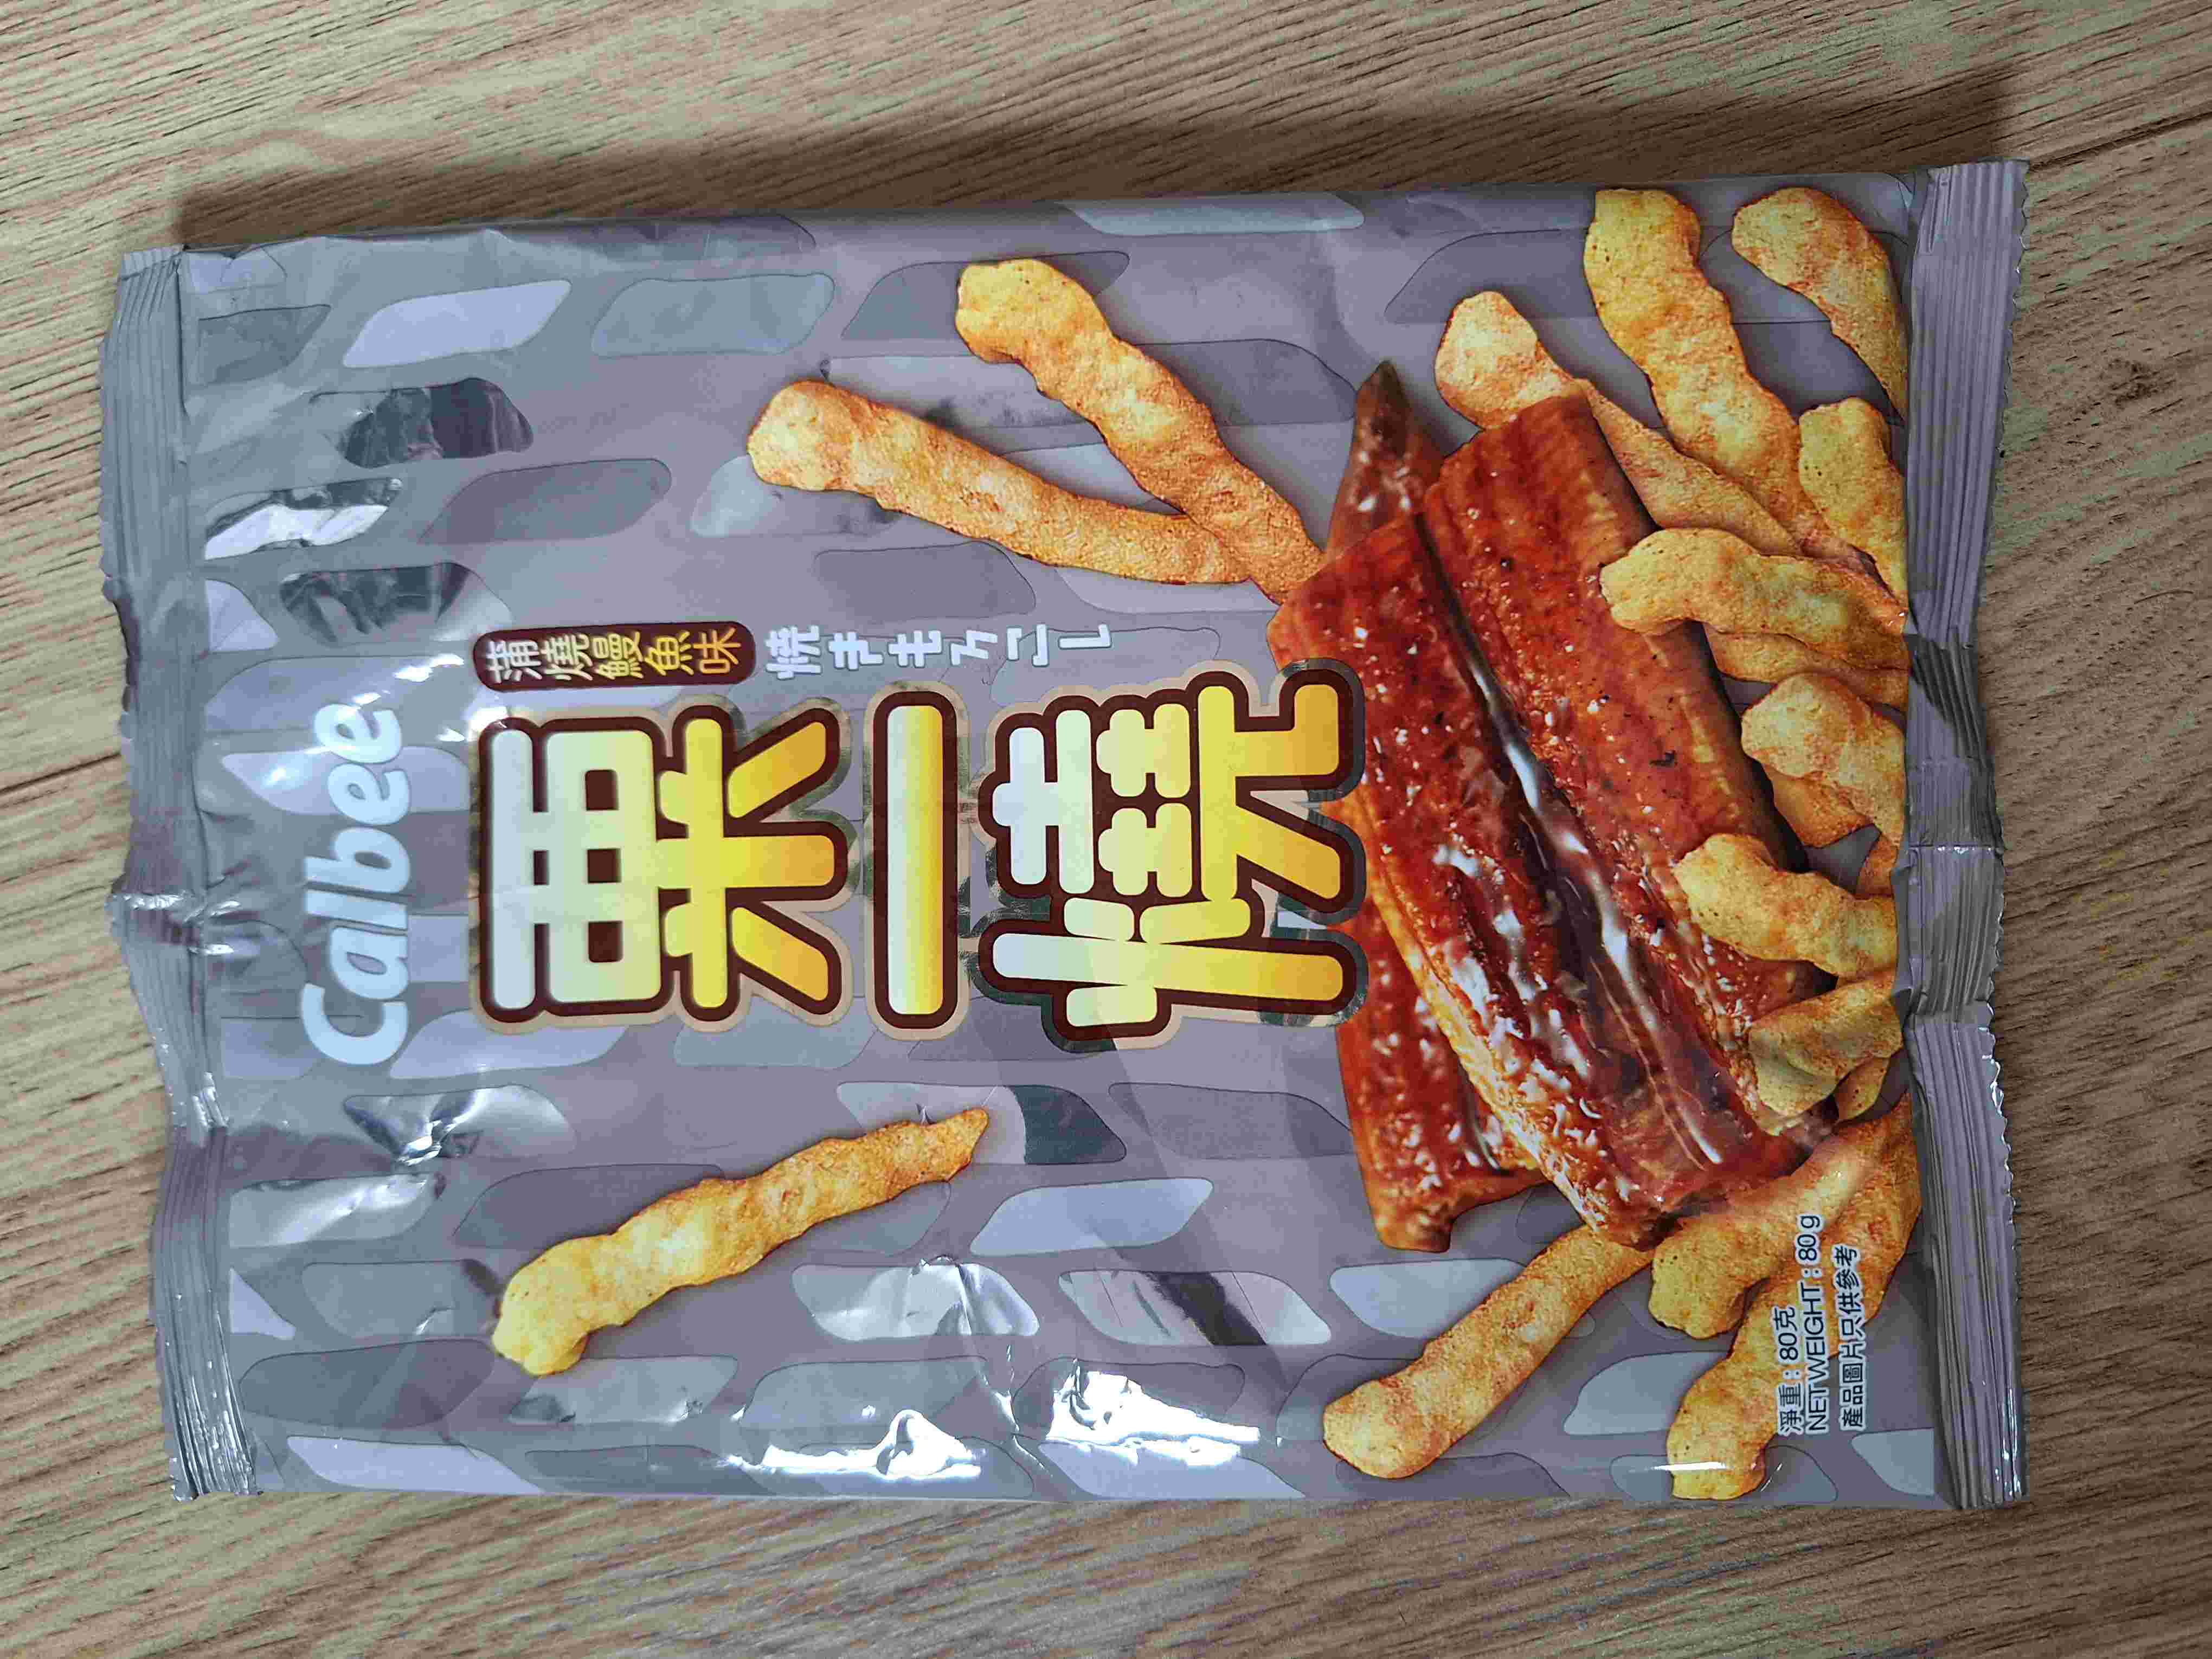 Calbee
粟一燒
蒲燒鰻魚味
焼きもろこし
淨重：80克
NET WEIGHT：80g
產品圖片只供參考